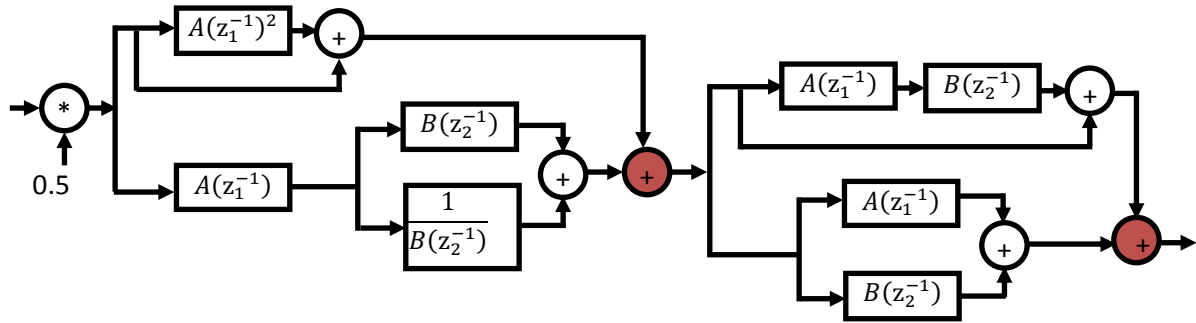 A(z₁⁻¹)²
+
A(z₁⁻¹)
B(z₂⁻¹)
+
*
B(z₂⁻¹)
0.5
A(z₁⁻¹)
+
+
1
B(z₂⁻¹)
A(z₁⁻¹)
+
+
B(z₂⁻¹)